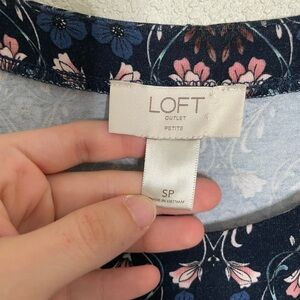 LOFT
OUTLET
PETITE
SP
MADE IN VIETNAM